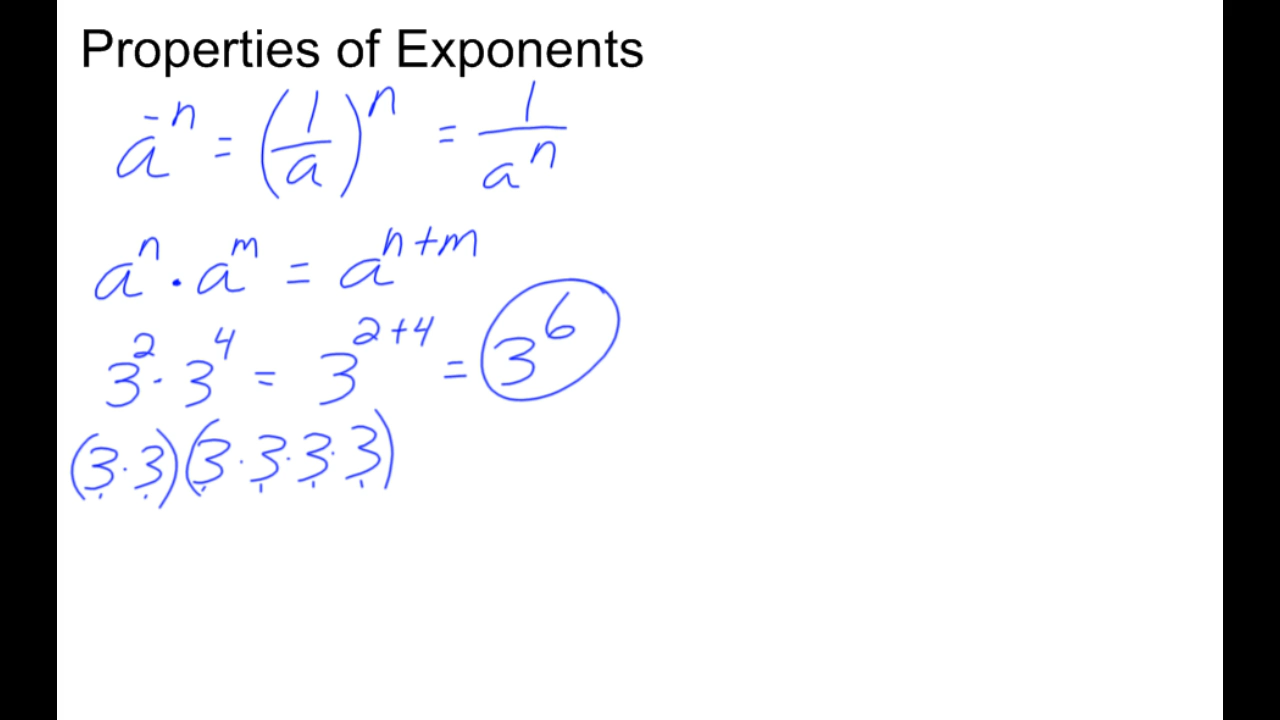 Properties of Exponents
a^-n = (1/a)^n = 1/a^n
a^n · a^m = a^n+m
3^2 · 3^4 = 3^2+4 = 3^6
(3·3)(3·3·3·3)